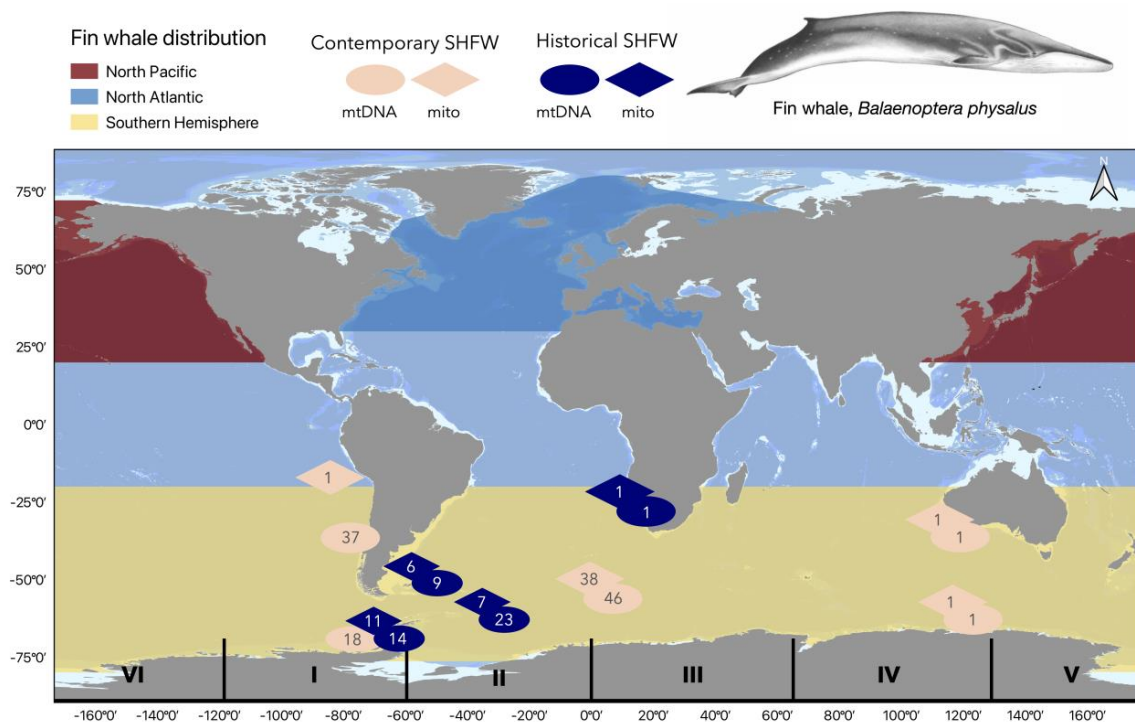 Fin whale distribution
North Pacific
North Atlantic
Southern Hemisphere
Contemporary SHFW
mtDNA mito
Historical SHFW
mtDNA mito
Fin whale, Balaenoptera physalus
N
75°0'
50°0'
25°0'
0°0'
-25°0'
-50°0'
-75°0'
1
1
1
37
1
1
6
9
38
46
7
23
1
1
11
18
14
VI I II III IV V
-160°0' -140°0' -120°0' -100°0' -80°0' -60°0' -40°0' -20°0' 0°0' 20°0' 40°0' 60°0' 80°0' 100°0' 120°0' 140°0' 160°0'